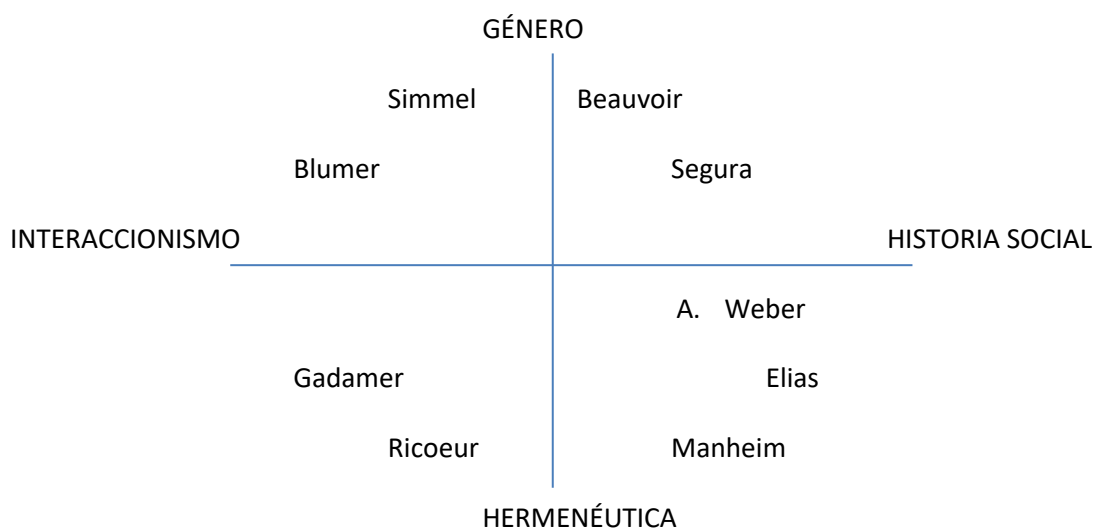 GÉNERO
Simmel Beauvoir
Blumer Segura
INTERACCIONISMO HISTORIA SOCIAL
A. Weber
Gadamer Elias
Ricoeur Manheim
HERMENÉUTICA